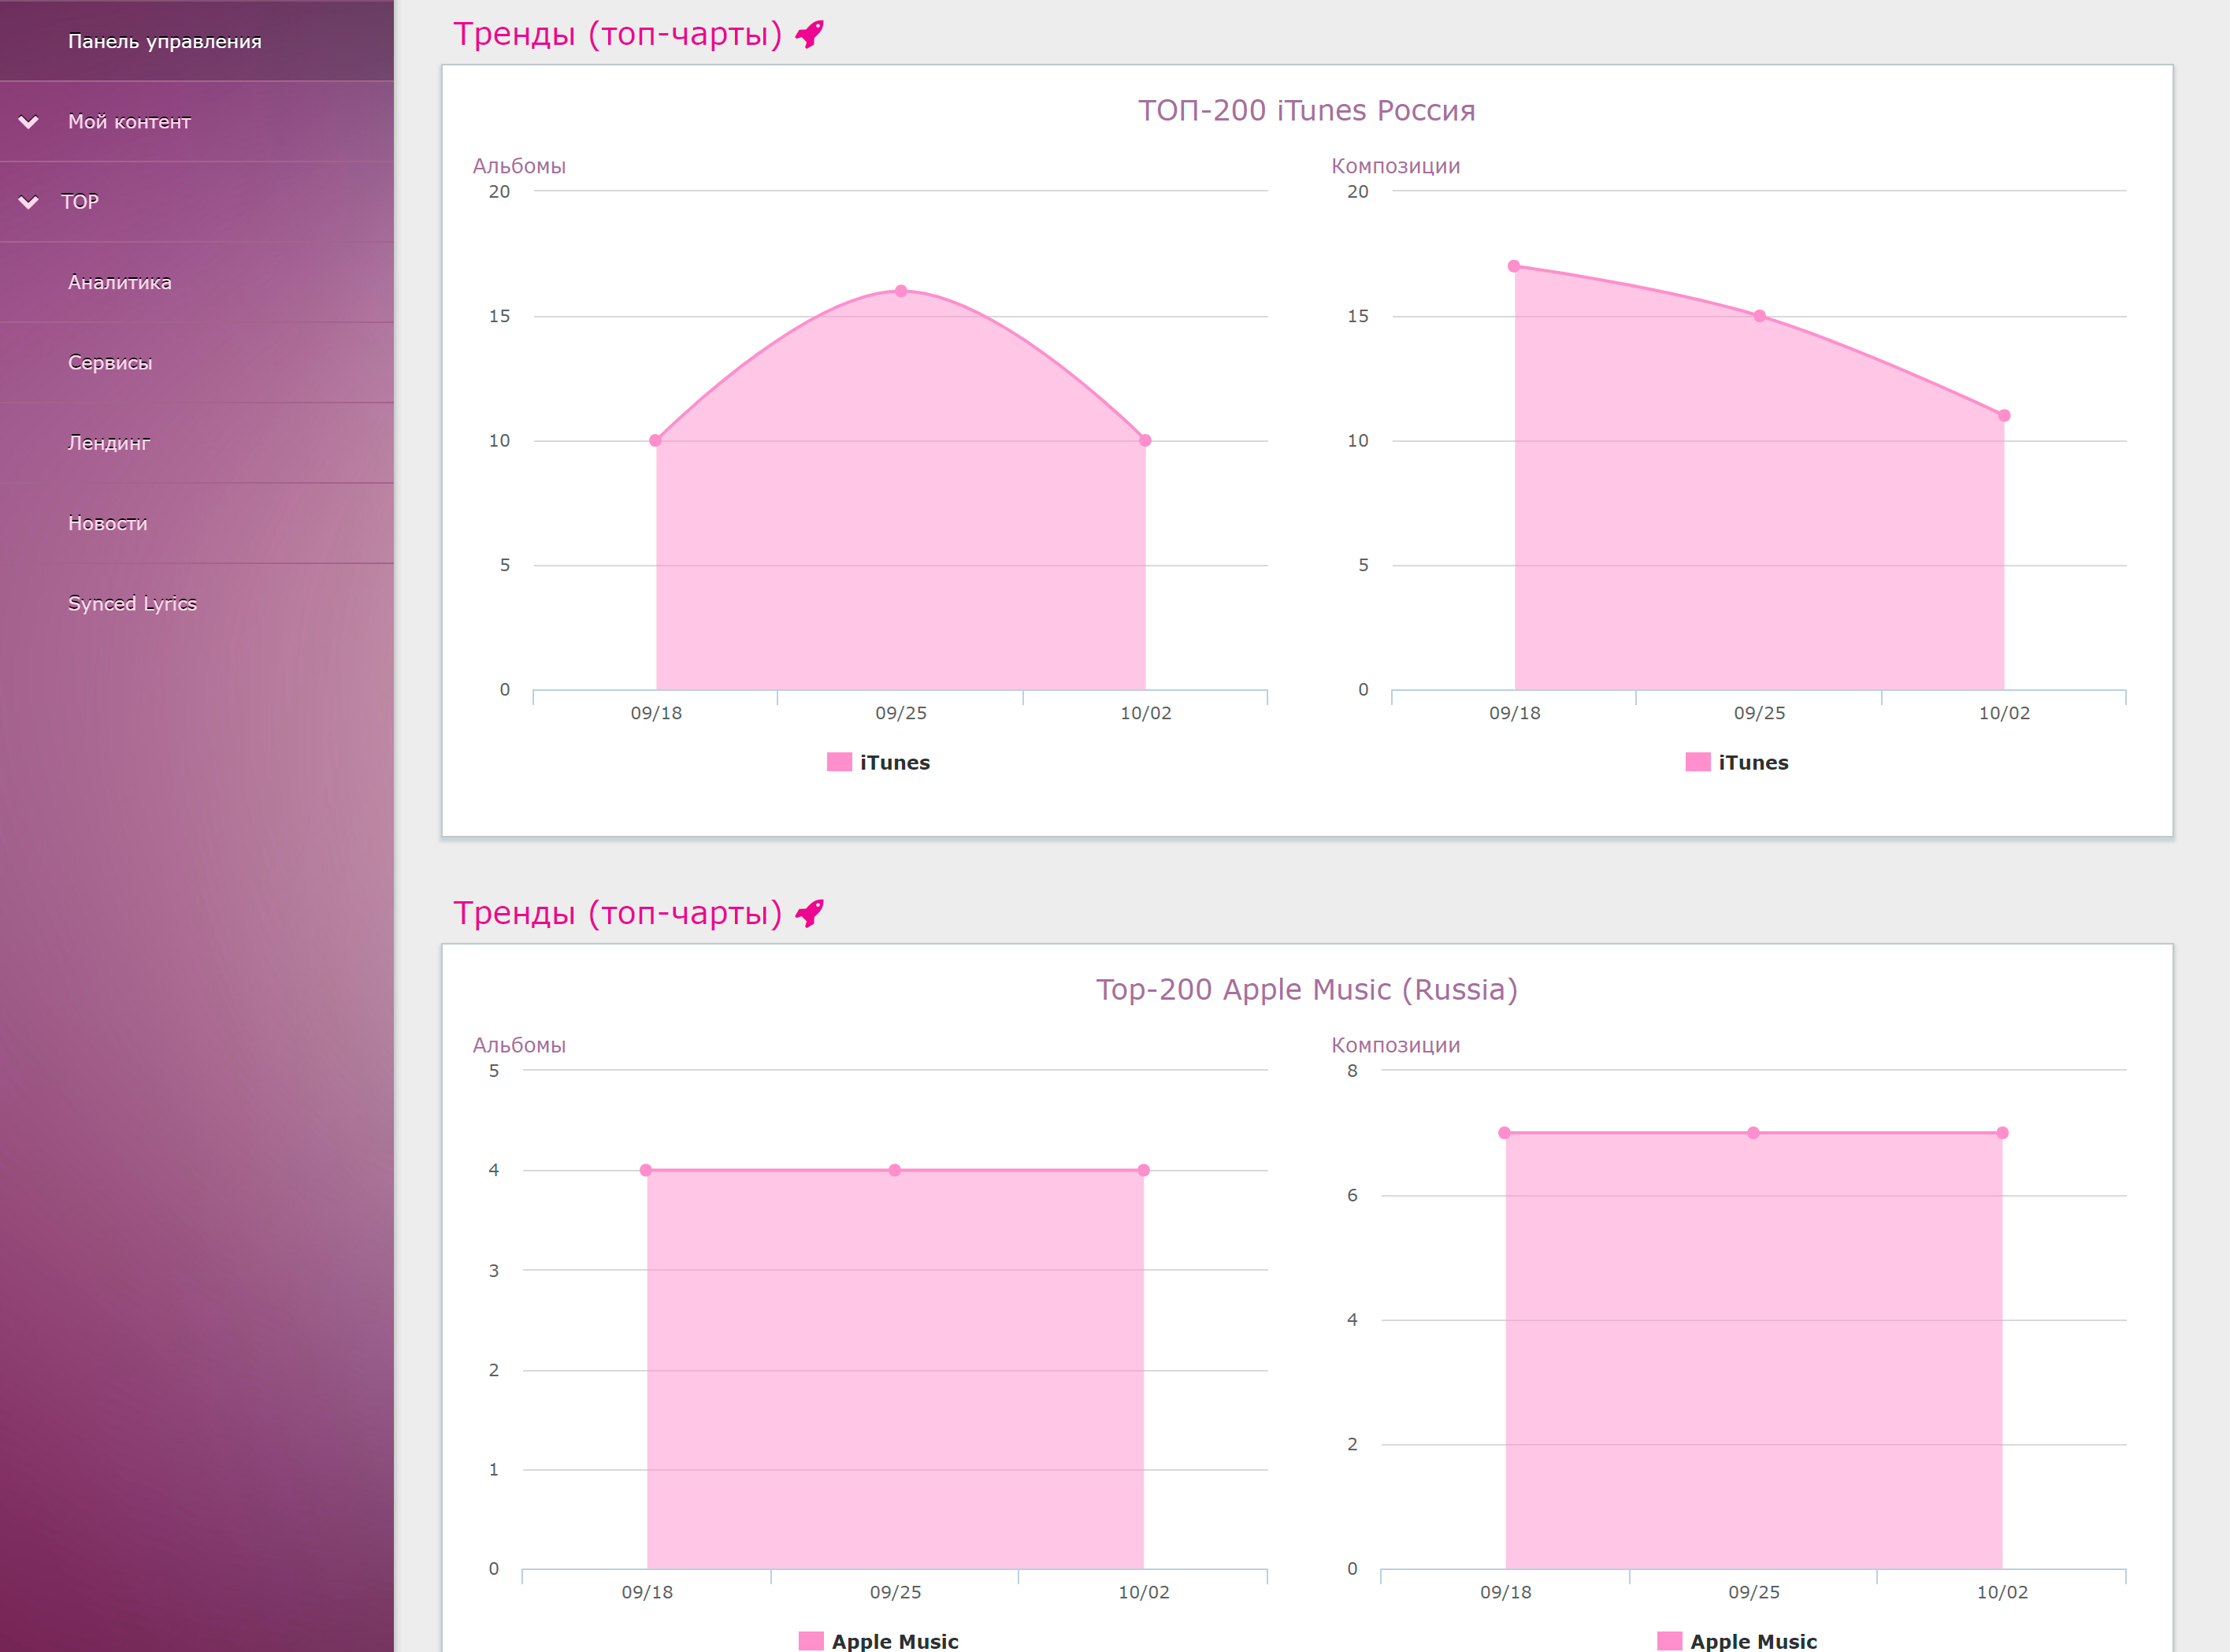 Панель управления
Мой контент
TOP
Аналитика
Сервисы
Лендинг
Новости
Synced Lyrics
Тренды (топ-чарты)
ТОП-200 iTunes Россия
Альбомы
20
15
10
5
0
09/18 09/25 10/02
iTunes
Композиции
20
15
10
5
0
09/18 09/25 10/02
iTunes
Тренды (топ-чарты)
Top-200 Apple Music (Russia)
Альбомы
5
4
3
2
1
0
09/18 09/25 10/02
Apple Music
Композиции
8
6
4
2
0
09/18 09/25 10/02
Apple Music